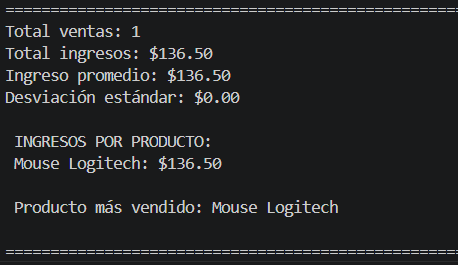 ==================================================
Total ventas: 1
Total ingresos: $136.50
Ingreso promedio: $136.50
Desviación estándar: $0.00
INGRESOS POR PRODUCTO:
Mouse Logitech: $136.50
Producto más vendido: Mouse Logitech
==================================================